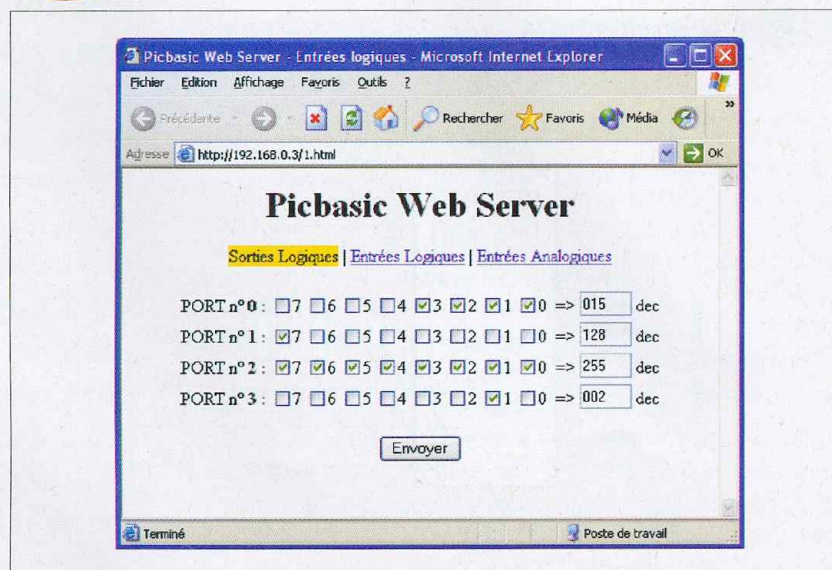 Picbasic Web Server - Entrées logiques - Microsoft Internet Explorer
Fichier Edition Affichage Favoris Outils ?
Précédente Rechercher Favoris Média »
Adresse http://192.168.0.3/1.html OK
Picbasic Web Server
Sorties Logiques | Entrées Logiques | Entrées Analogiques
PORT n° 0 : 7 6 5 4 3 2 1 0 => 015 dec
PORT n° 1 : 7 6 5 4 3 2 1 0 => 128 dec
PORT n° 2 : 7 6 5 4 3 2 1 0 => 255 dec
PORT n° 3 : 7 6 5 4 3 2 1 0 => 002 dec
Envoyer
Terminé Poste de travail